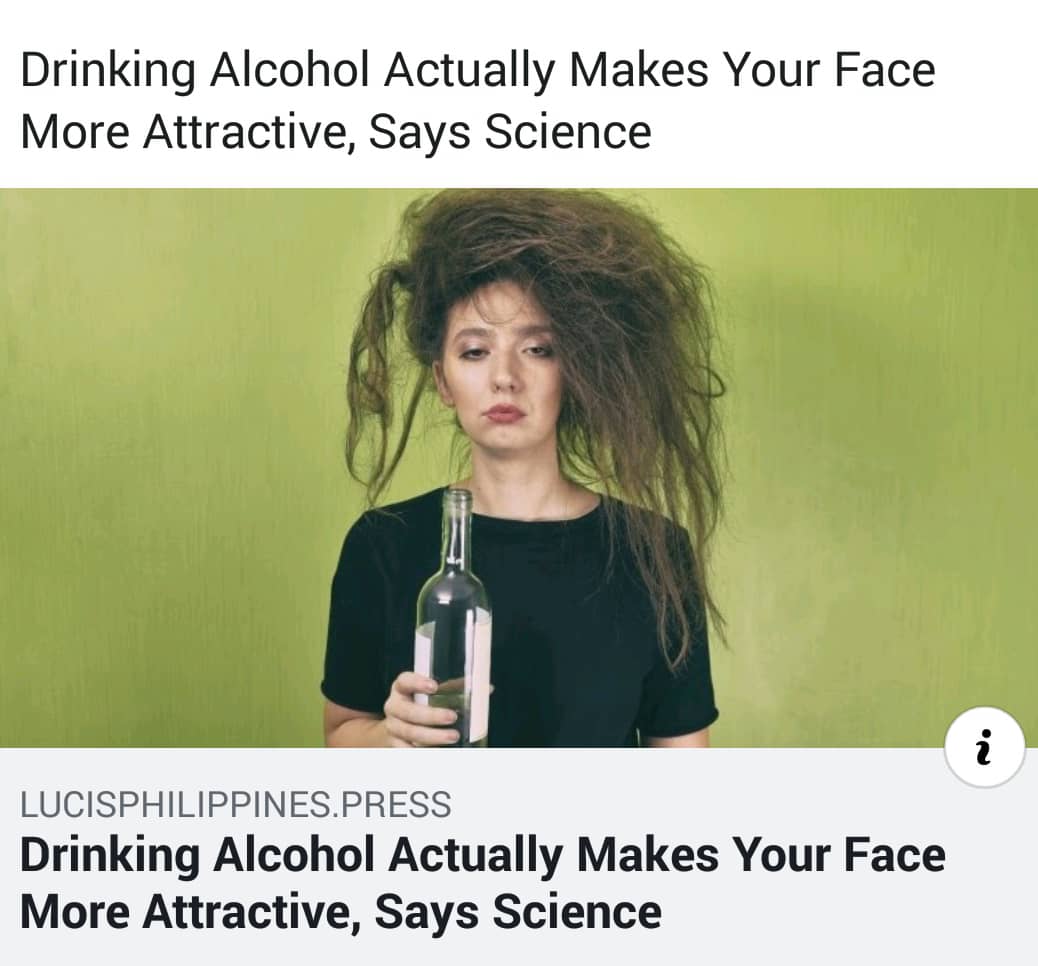 Drinking Alcohol Actually Makes Your Face
More Attractive, Says Science
i
LUCISPHILIPPINES.PRESS
Drinking Alcohol Actually Makes Your Face
More Attractive, Says Science